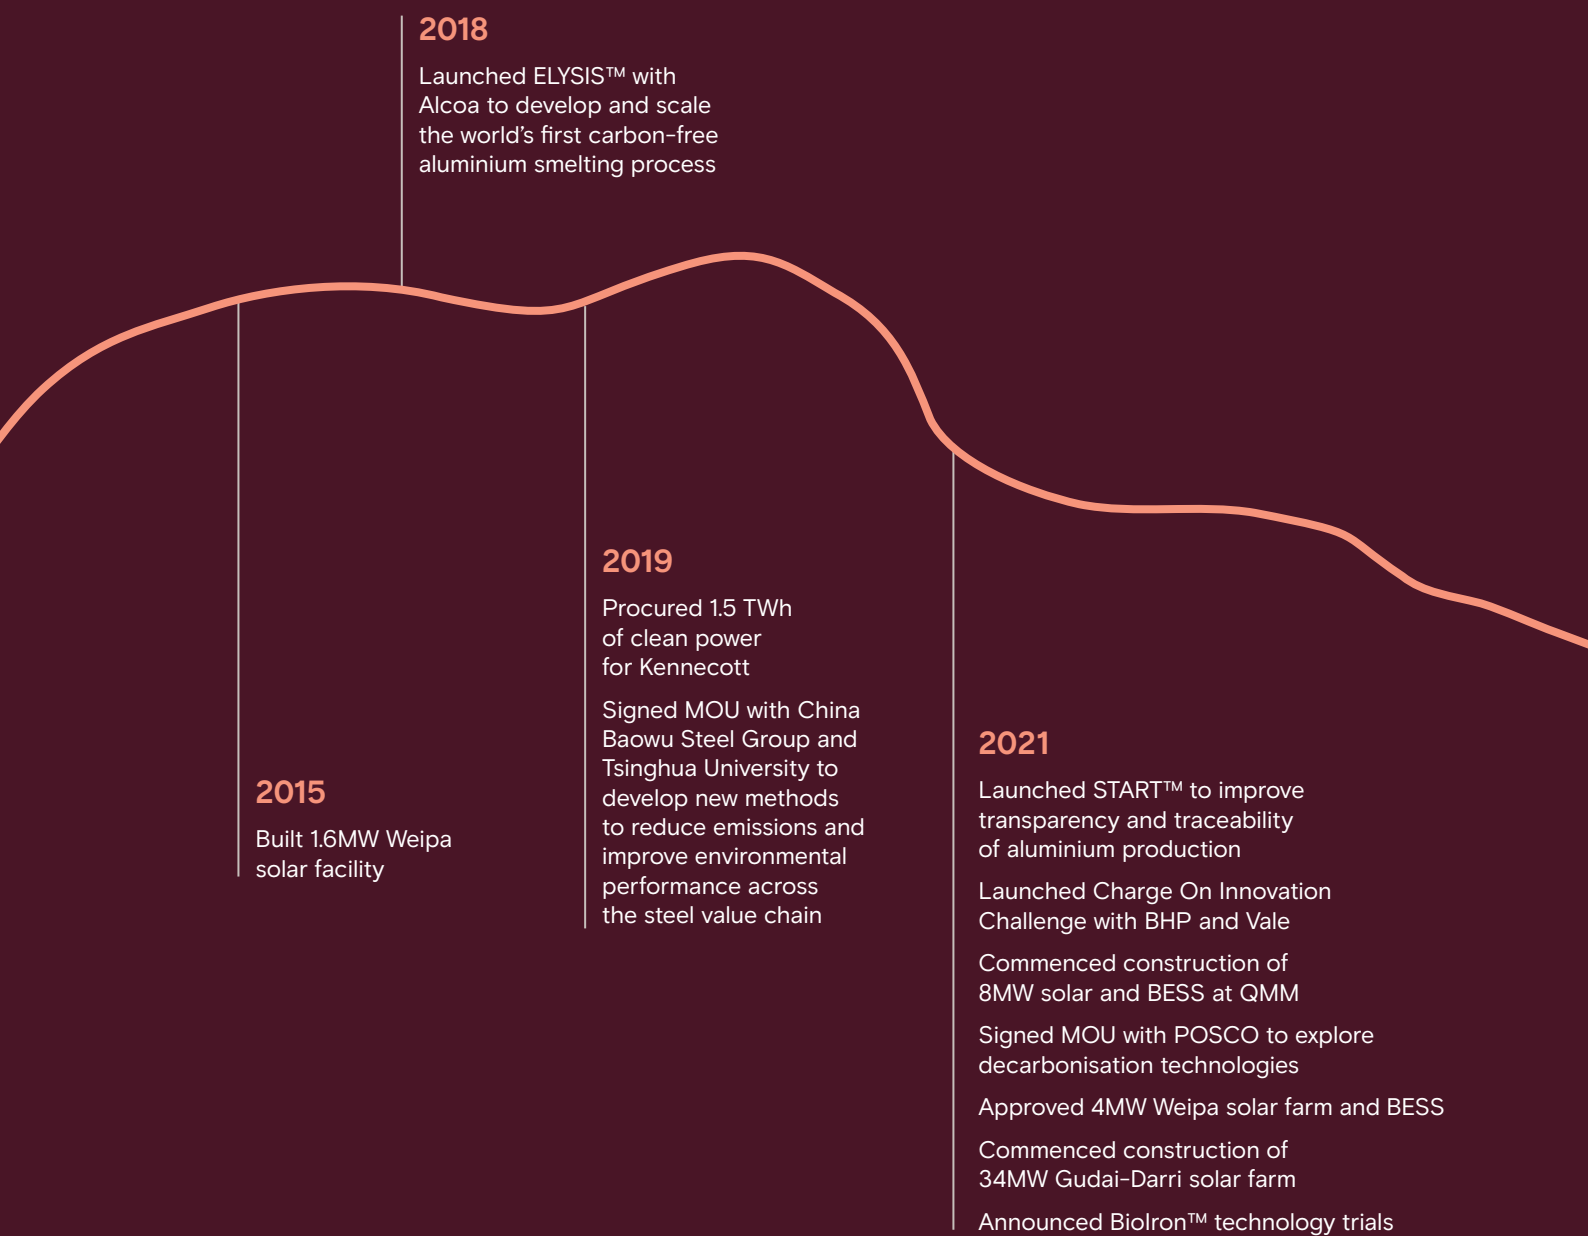 2018
Launched ELYSIS™ with
Alcoa to develop and scale
the world's first carbon-free
aluminium smelting process
2015
Built 1.6MW Weipa
solar facility
2019
Procured 1.5 TWh
of clean power
for Kennecott
Signed MOU with China
Baowu Steel Group and
Tsinghua University to
develop new methods
to reduce emissions and
improve environmental
performance across
the steel value chain
2021
Launched START™ to improve
transparency and traceability
of aluminium production
Launched Charge On Innovation
Challenge with BHP and Vale
Commenced construction of
8MW solar and BESS at QMM
Signed MOU with POSCO to explore
decarbonisation technologies
Approved 4MW Weipa solar farm and BESS
Commenced construction of
34MW Gudai-Darri solar farm
Announced BioIron™ technology trials